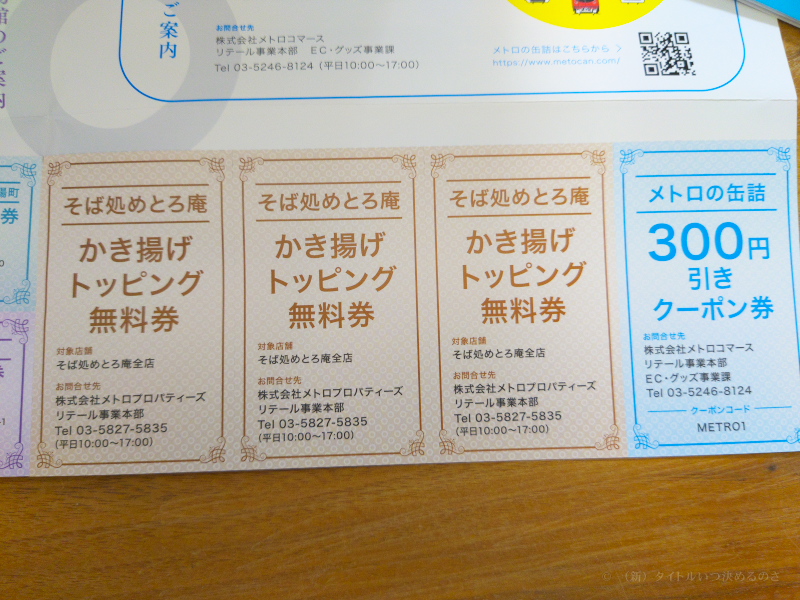 館のご案内
ご案内
お問合せ先
株式会社メトロコマース
リテール事業本部 EC・グッズ事業課
Tel 03-5246-8124（平日10:00〜17:00）
メトロの缶詰はこちらから
https://www.metocan.com/
券
そば処めとろ庵
かき揚げ
トッピング
無料券
対象店舗
そば処めとろ庵全店
お問合せ先
株式会社メトロプロパティーズ
リテール事業本部
Tel 03-5827-5835
（平日10:00〜17:00）
そば処めとろ庵
かき揚げ
トッピング
無料券
対象店舗
そば処めとろ庵全店
お問合せ先
株式会社メトロプロパティーズ
リテール事業本部
Tel 03-5827-5835
（平日10:00〜17:00）
そば処めとろ庵
かき揚げ
トッピング
無料券
対象店舗
そば処めとろ庵全店
お問合せ先
株式会社メトロプロパティーズ
リテール事業本部
Tel 03-5827-5835
（平日10:00〜17:00）
メトロの缶詰
300円
引き
クーポン券
お問合せ先
株式会社メトロコマース
リテール事業本部
EC・グッズ事業課
Tel 03-5246-8124
クーポンコード
METRO1
© （新）タイトルいつ決めるのさ